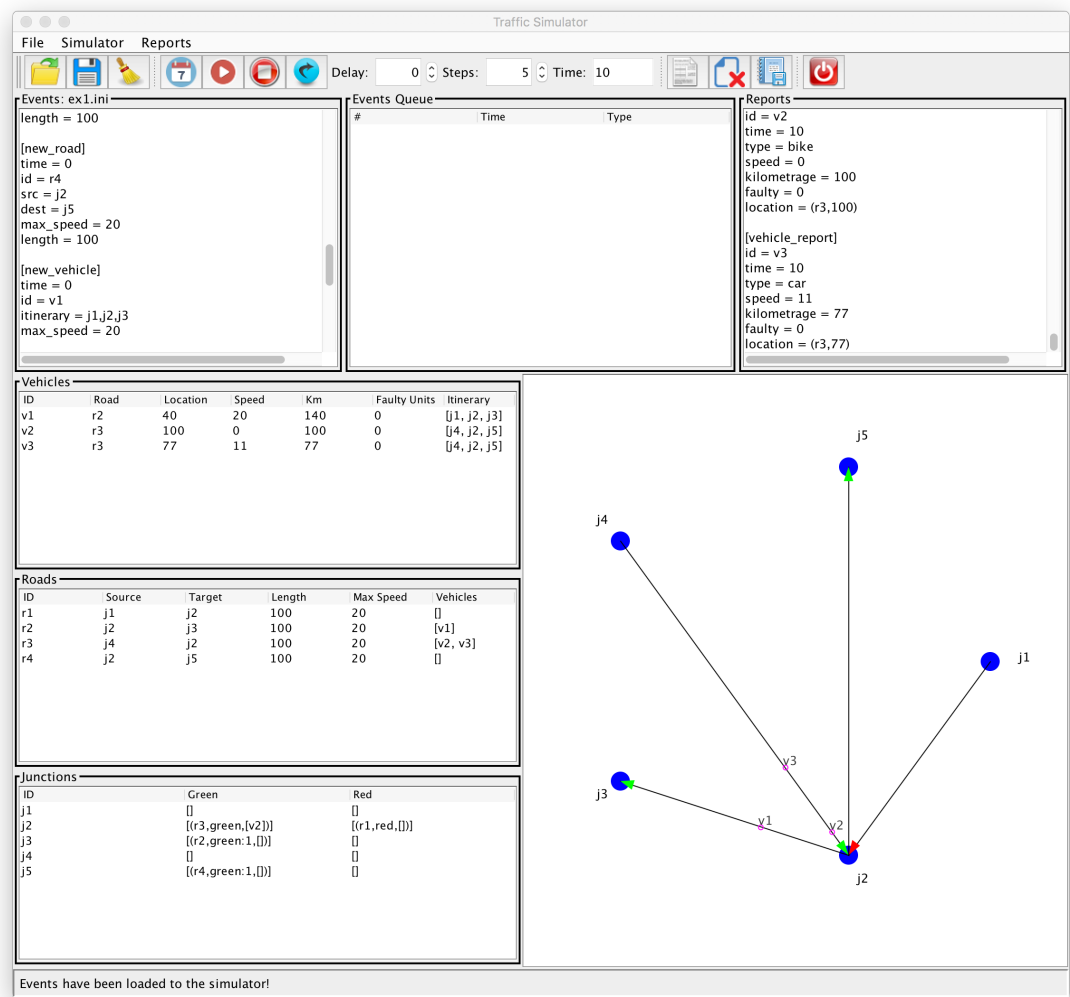 Traffic Simulator
File Simulator Reports
7 Delay: 0 Steps: 5 Time: 10
Events: ex1.ini
length = 100
[new_road]
time = 0
id = r4
src = j2
dest = j5
max_speed = 20
length = 100
[new_vehicle]
time = 0
id = v1
itinerary = j1,j2,j3
max_speed = 20
Events Queue
# Time Type
Reports
id = v2
time = 10
type = bike
speed = 0
kilometrage = 100
faulty = 0
location = (r3,100)
[vehicle_report]
id = v3
time = 10
type = car
speed = 11
kilometrage = 77
faulty = 0
location = (r3,77)
Vehicles
ID Road Location Speed Km Faulty Units Itinerary
v1 r2 40 20 140 0 [j1, j2, j3]
v2 r3 100 0 100 0 [j4, j2, j5]
v3 r3 77 11 77 0 [j4, j2, j5]
Roads
ID Source Target Length Max Speed Vehicles
r1 j1 j2 100 20 []
r2 j2 j3 100 20 [v1]
r3 j4 j2 100 20 [v2, v3]
r4 j2 j5 100 20 []
Junctions
ID Green Red
j1 [] []
j2 [(r3,green,[v2])] [(r1,red,[])]
j3 [(r2,green:1,[])] []
j4 [] []
j5 [(r4,green:1,[])] []
j5
j4
j1
v3
j3
v1
v2
j2
Events have been loaded to the simulator!